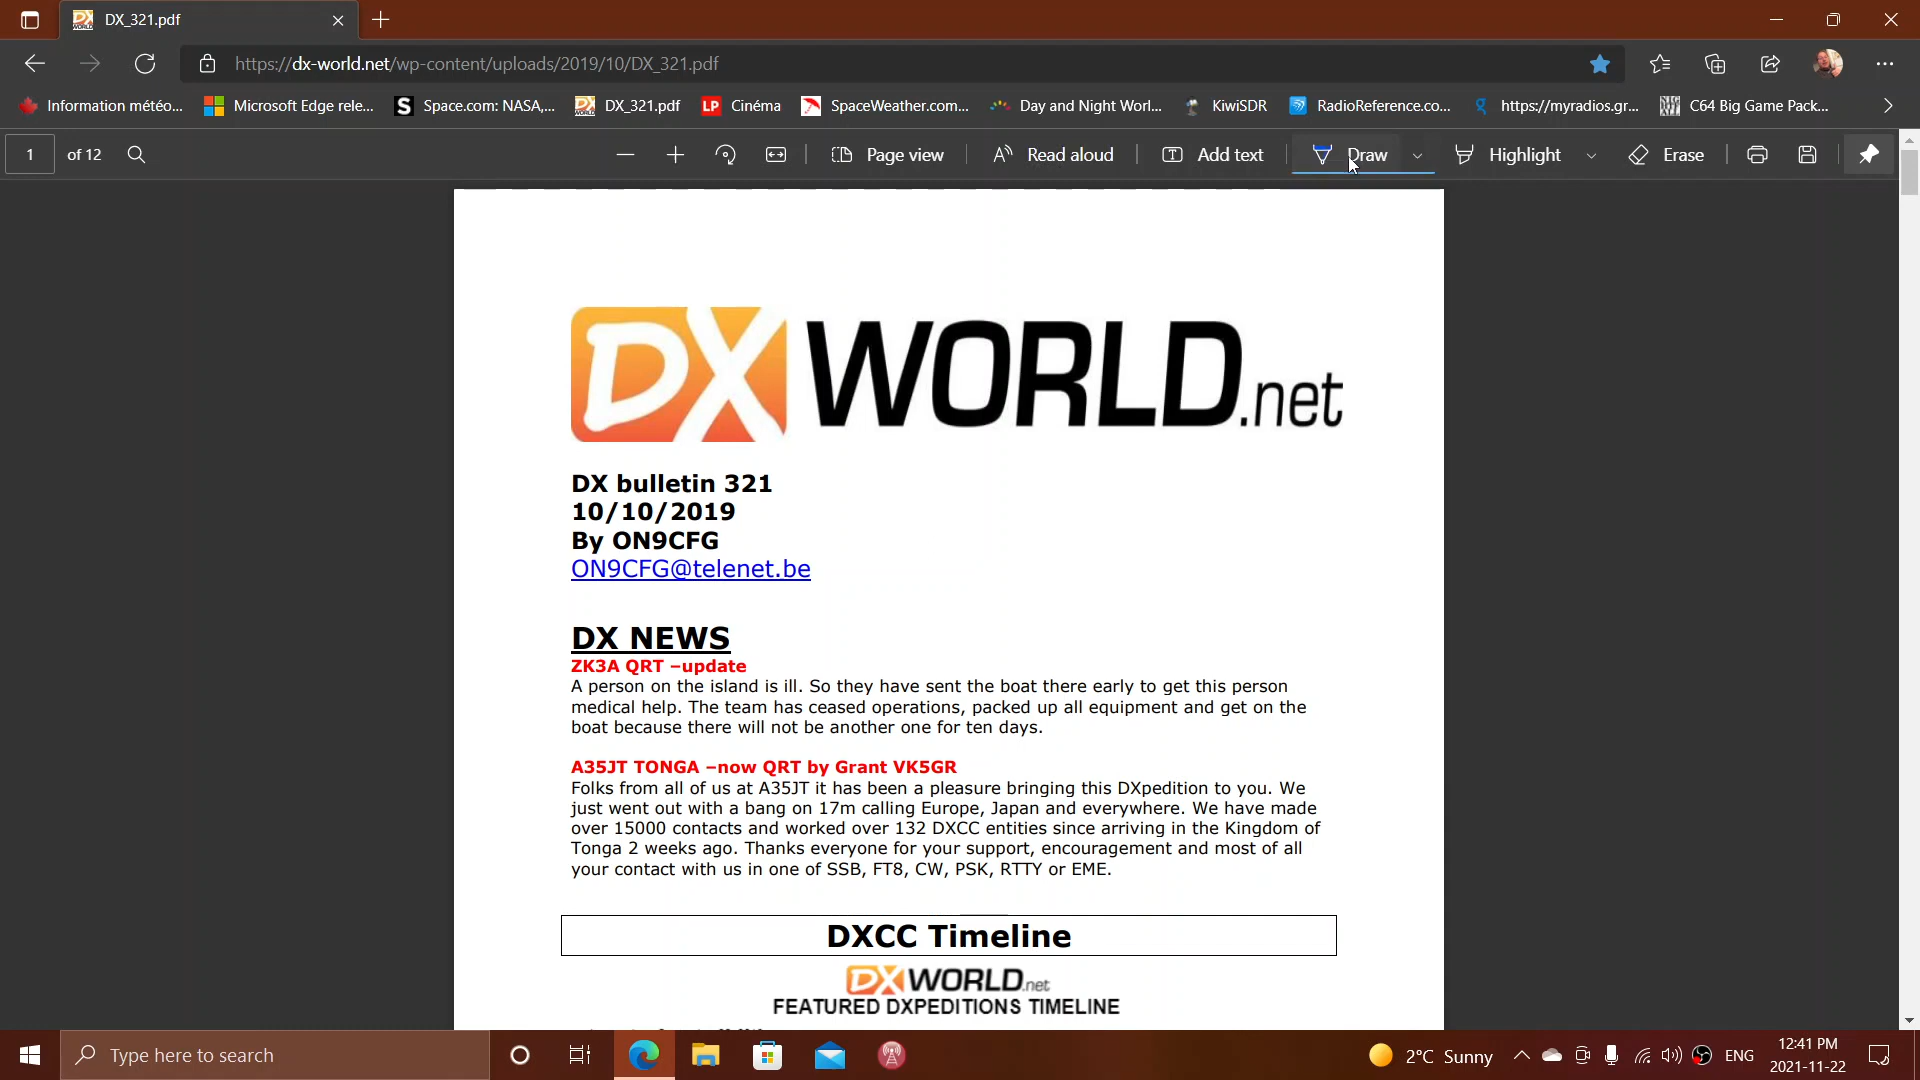 DX_321.pdf
https://dx-world.net/wp-content/uploads/2019/10/DX_321.pdf
Information météo... Microsoft Edge rele... Space.com: NASA,... DX_321.pdf LP Cinéma SpaceWeather.com... Day and Night Worl... KiwiSDR RadioReference.co... https://myradios.gr... C64 Big Game Pack...
1 of 12 Page view Read aloud Add text Draw Highlight Erase
DX WORLD.net
DX bulletin 321
10/10/2019
By ON9CFG
ON9CFG@telenet.be
DX NEWS
ZK3A QRT –update
A person on the island is ill. So they have sent the boat there early to get this person
medical help. The team has ceased operations, packed up all equipment and get on the
boat because there will not be another one for ten days.
A35JT TONGA –now QRT by Grant VK5GR
Folks from all of us at A35JT it has been a pleasure bringing this DXpedition to you. We
just went out with a bang on 17m calling Europe, Japan and everywhere. We have made
over 15000 contacts and worked over 132 DXCC entities since arriving in the Kingdom of
Tonga 2 weeks ago. Thanks everyone for your support, encouragement and most of all
your contact with us in one of SSB, FT8, CW, PSK, RTTY or EME.
DXCC Timeline
DX WORLD.net
FEATURED DXPEDITIONS TIMELINE
Type here to search
2°C Sunny
ENG
12:41 PM
2021-11-22